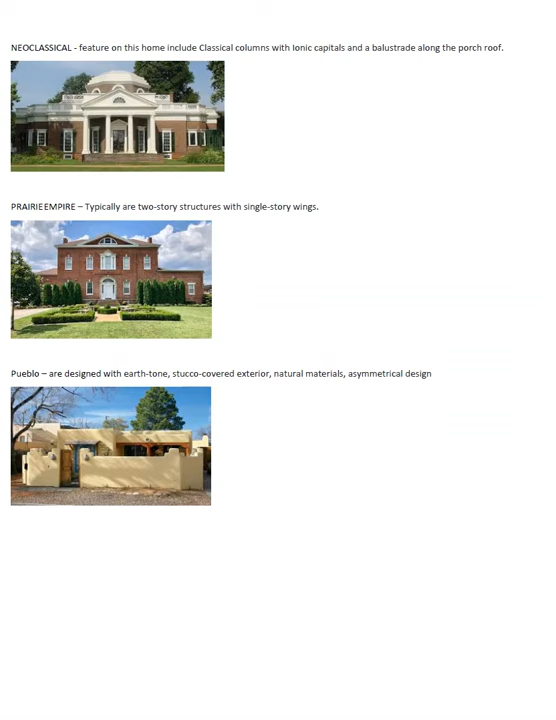 NEOCLASSICAL - feature on this home include Classical columns with Ionic capitals and a balustrade along the porch roof.
PRAIRIE EMPIRE – Typically are two-story structures with single-story wings.
Pueblo – are designed with earth-tone, stucco-covered exterior, natural materials, asymmetrical design